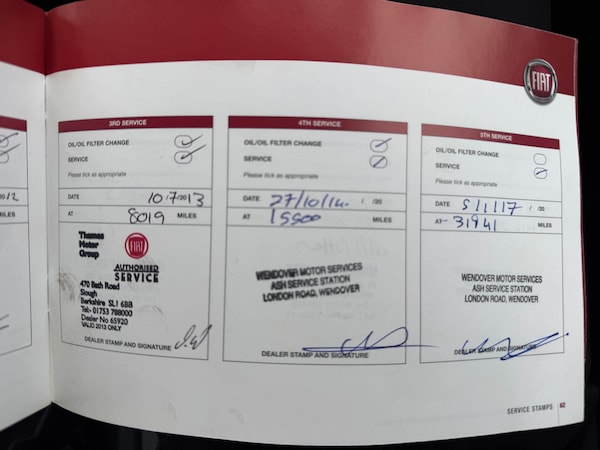 FIAT
2012
MILES
3RD SERVICE
OIL/OIL FILTER CHANGE
SERVICE
Please tick as appropriate
DATE 10/7/2013
AT 8019 MILES
Thames
Motor
Group
FIAT
AUTHORISED
SERVICE
470 Bath Road
Slough
Berkshire SL1 6BB
Tel: 01753 788000
Dealer No 65920
VALID 2013 ONLY
DEALER STAMP AND SIGNATURE
4TH SERVICE
OIL/OIL FILTER CHANGE
SERVICE
Please tick as appropriate
DATE 27/10/14. / /20
AT 15500 MILES
WENDOVER MOTOR SERVICES
ASH SERVICE STATION
LONDON ROAD, WENDOVER
DEALER STAMP AND SIGNATURE
5TH SERVICE
OIL/OIL FILTER CHANGE
SERVICE
Please tick as appropriate
DATE 5/1/17 / /20
AT 31941 MILES
WENDOVER MOTOR SERVICES
ASH SERVICE STATION
LONDON ROAD, WENDOVER
DEALER STAMP AND SIGNATURE
SERVICE STAMPS 62